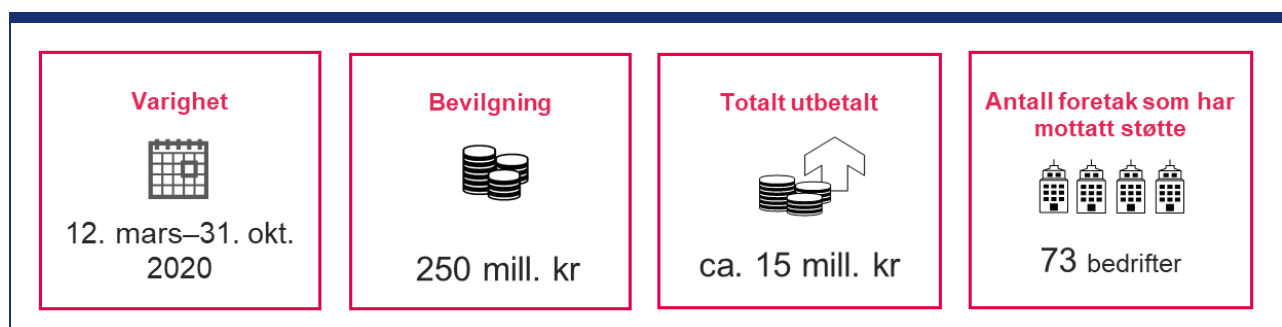 Varighet
12. mars–31. okt.
2020
Bevilgning
250 mill. kr
Totalt utbetalt
ca. 15 mill. kr
Antall foretak som har
mottatt støtte
73 bedrifter